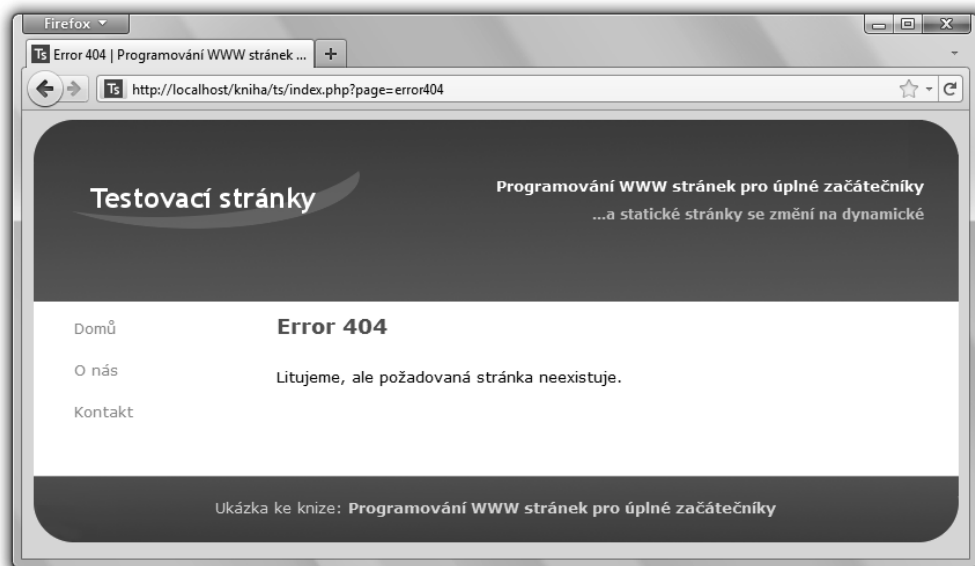 Firefox
Ts Error 404 | Programování WWW stránek ...
Ts http://localhost/kniha/ts/index.php?page=error404
Testovací stránky
Programování WWW stránek pro úplné začátečníky
...a statické stránky se změní na dynamické
Domů
O nás
Kontakt
Error 404
Litujeme, ale požadovaná stránka neexistuje.
Ukázka ke knize: Programování WWW stránek pro úplné začátečníky